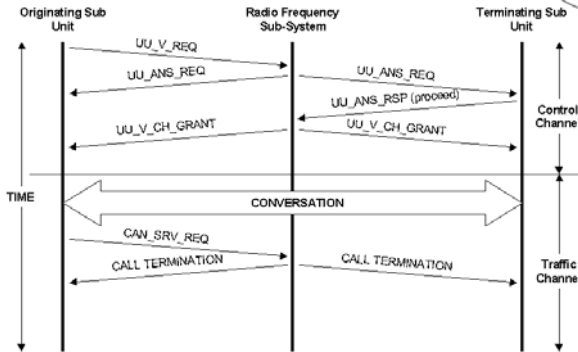 Originating Sub
Unit
Radio Frequency
Sub-System
Terminating Sub
Unit
UU_V_REQ
UU_ANS_REQ
UU_ANS_REQ
UU_ANS_RSP (proceed)
UU_V_CH_GRANT
UU_V_CH_GRANT
Control
Channe
TIME
CONVERSATION
CAN_SRV_REQ
CALL TERMINATION
CALL TERMINATION
Traffic
Channe